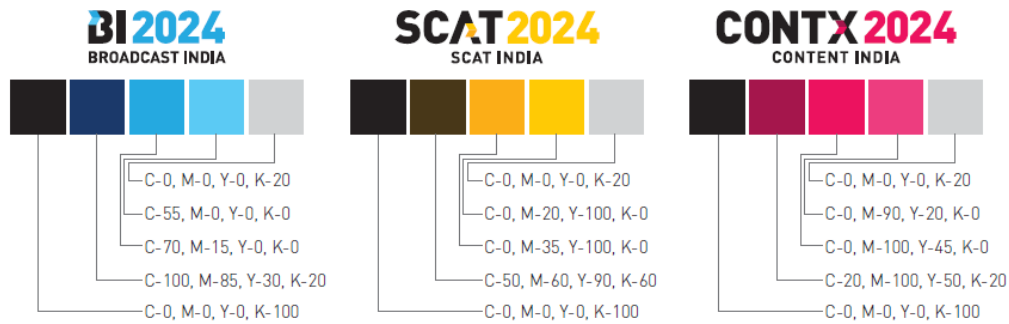 BI 2024
BROADCAST INDIA
C-0, M-0, Y-0, K-20
C-55, M-0, Y-0, K-0
C-70, M-15, Y-0, K-0
C-100, M-85, Y-30, K-20
C-0, M-0, Y-0, K-100
SCAT 2024
SCAT INDIA
C-0, M-0, Y-0, K-20
C-0, M-20, Y-100, K-0
C-0, M-35, Y-100, K-0
C-50, M-60, Y-90, K-60
C-0, M-0, Y-0, K-100
CONTX 2024
CONTENT INDIA
C-0, M-0, Y-0, K-20
C-0, M-90, Y-20, K-0
C-0, M-100, Y-45, K-0
C-20, M-100, Y-50, K-20
C-0, M-0, Y-0, K-100